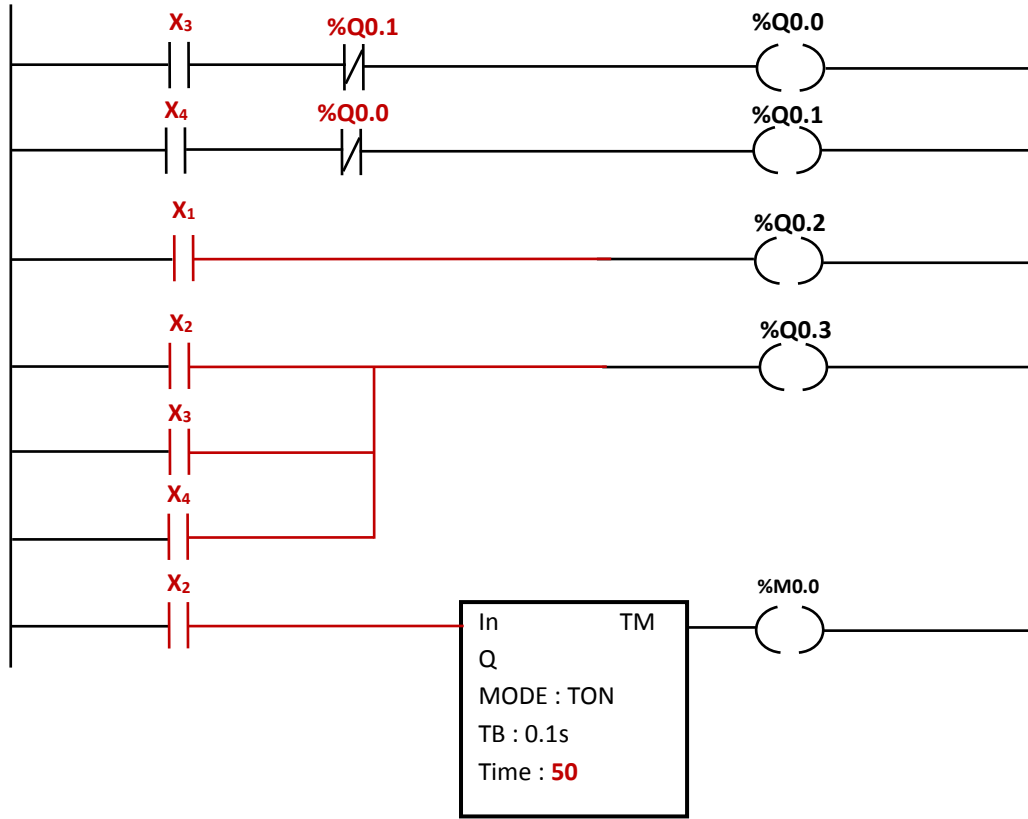 X₃ %Q0.1 %Q0.0
X₄ %Q0.0 %Q0.1
X₁ %Q0.2
X₂ %Q0.3
X₃
X₄
X₂ %M0.0
In TM
Q
MODE : TON
TB : 0.1s
Time : 50